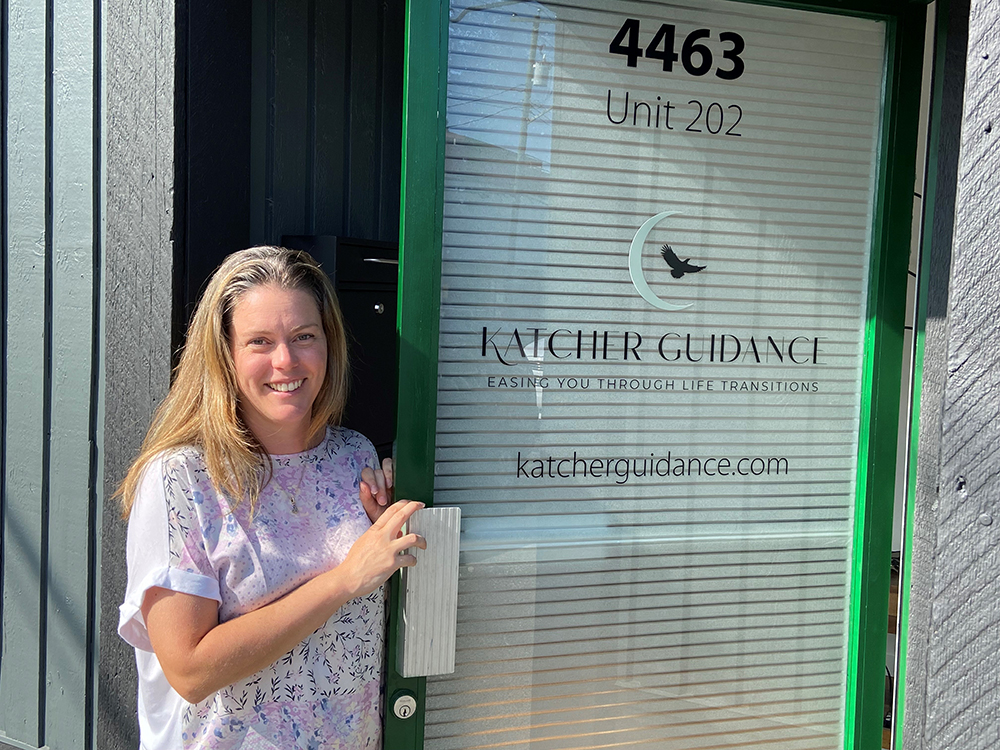 4463
Unit 202
KATCHER GUIDANCE
EASING YOU THROUGH LIFE TRANSITIONS
katcherguidance.com